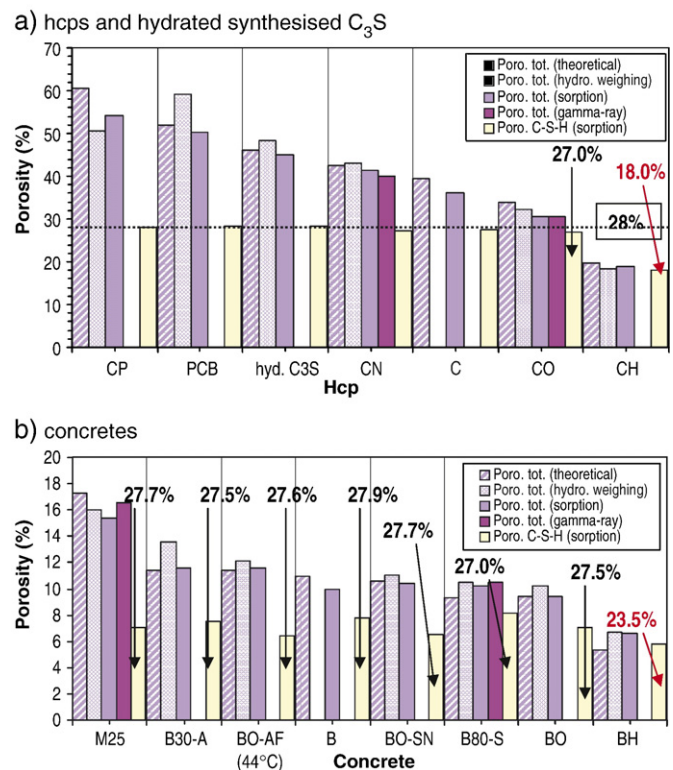 a) hcps and hydrated synthesised C3S
70
60
50
40
30
20
10
0
Porosity (%)
Poro. tot. (theoretical)
Poro. tot. (hydro. weighing)
Poro. tot. (sorption)
Poro. tot. (gamma-ray)
Poro. C-S-H (sorption)
27.0%
18.0%
28%
CP PCB hyd. C3S CN C CO CH
Hcp
b) concretes
20
18
16
14
12
10
8
6
4
2
0
Porosity (%)
Poro. tot. (theoretical)
Poro. tot. (hydro. weighing)
Poro. tot. (sorption)
Poro. tot. (gamma-ray)
Poro. C-S-H (sorption)
27.7% 27.5% 27.6% 27.9%
27.7%
27.0%
27.5%
23.5%
M25 B30-A BO-AF B BO-SN B80-S BO BH
(44°C)
Concrete